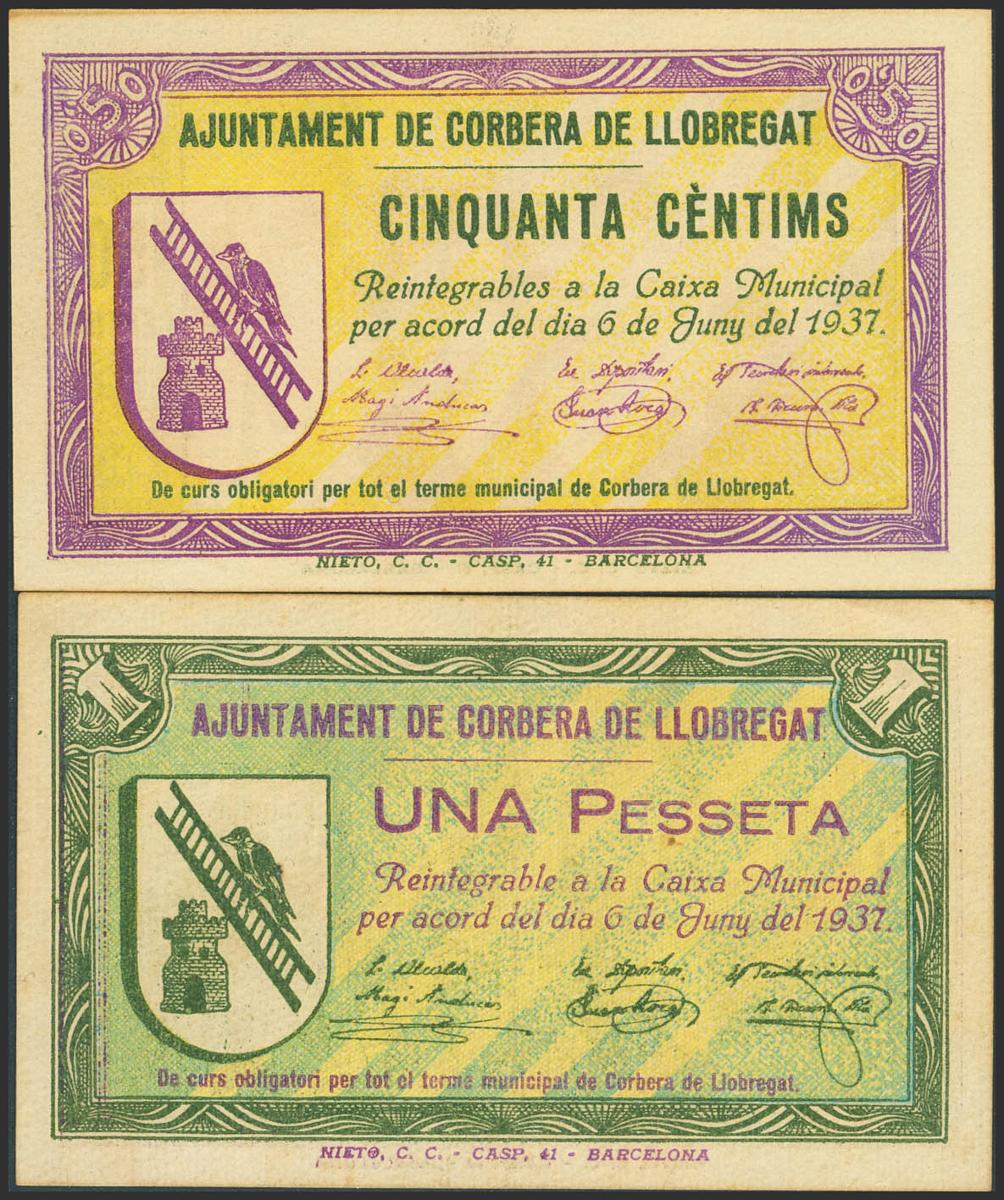 0'50
0'50
AJUNTAMENT DE CORBERA DE LLOBREGAT
CINQUANTA CÈNTIMS
Reintegrables a la Caixa Municipal
per acord del dia 6 de Juny del 1937.
L'Alcalde,
De curs obligatori per tot el terme municipal de Corbera de Llobregat.
NIETO, C. C. - CASP, 41 - BARCELONA
1
1
AJUNTAMENT DE CORBERA DE LLOBREGAT
UNA PESSETA
Reintegrable a la Caixa Municipal
per acord del dia 6 de Juny del 1937.
L'Alcalde,
De curs obligatori per tot el terme municipal de Corbera de Llobregat.
NIETO, C. C. - CASP, 41 - BARCELONA